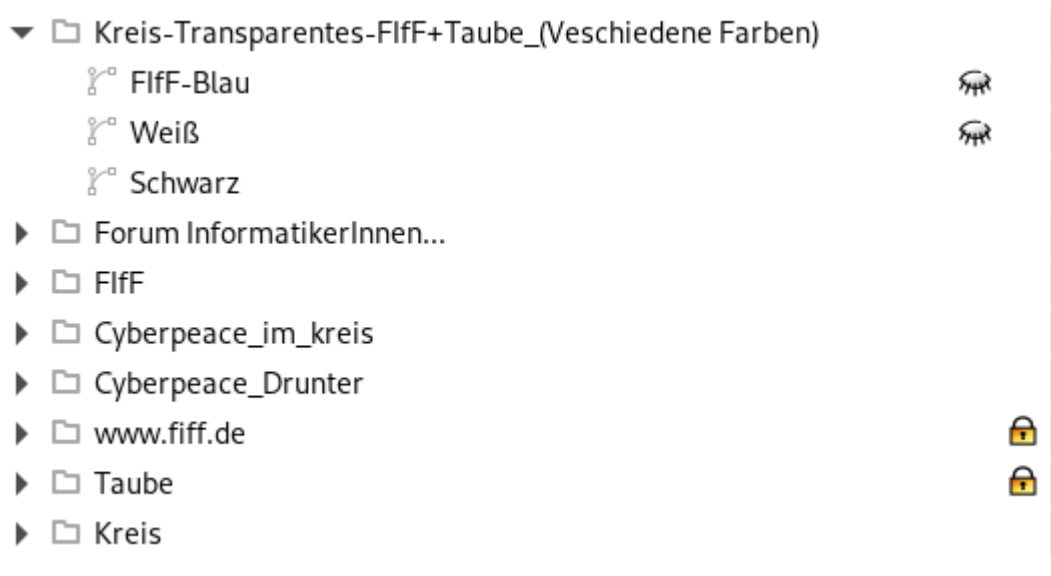 Kreis-Transparentes-FIfF+Taube_(Veschiedene Farben)
FIfF-Blau
Weiß
Schwarz
Forum InformatikerInnen...
FIfF
Cyberpeace_im_kreis
Cyberpeace_Drunter
www.fiff.de
Taube
Kreis